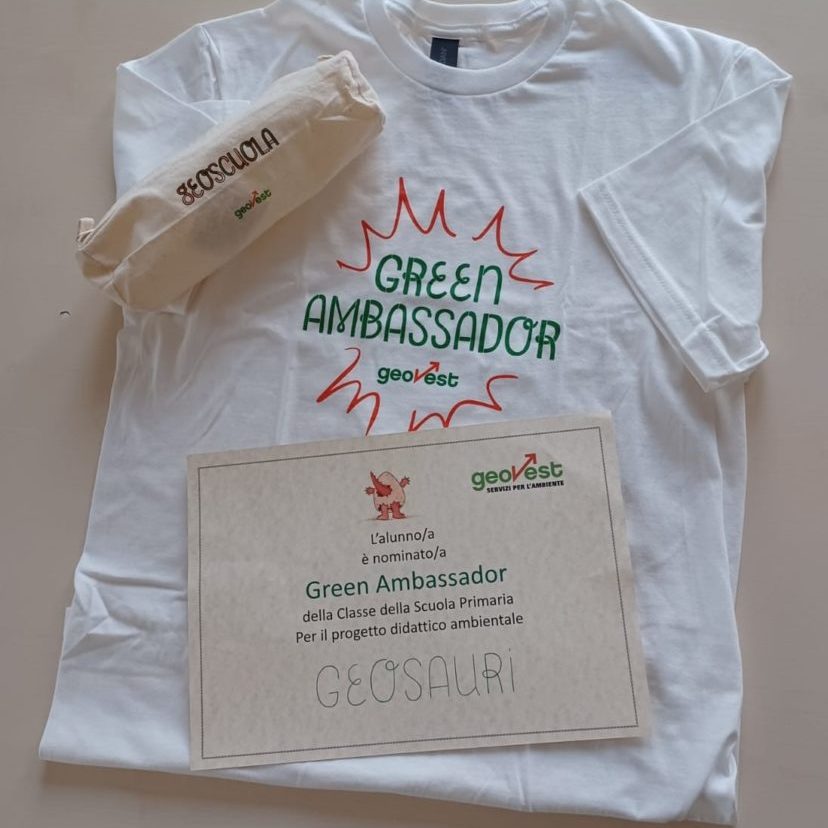 GEOSCUOLA
geovest
GREEN
AMBASSADOR
geovest
geovest
SERVIZI PER L'AMBIENTE
L'alunno/a
è nominato/a
Green Ambassador
della Classe della Scuola Primaria
Per il progetto didattico ambientale
GEOSAURi